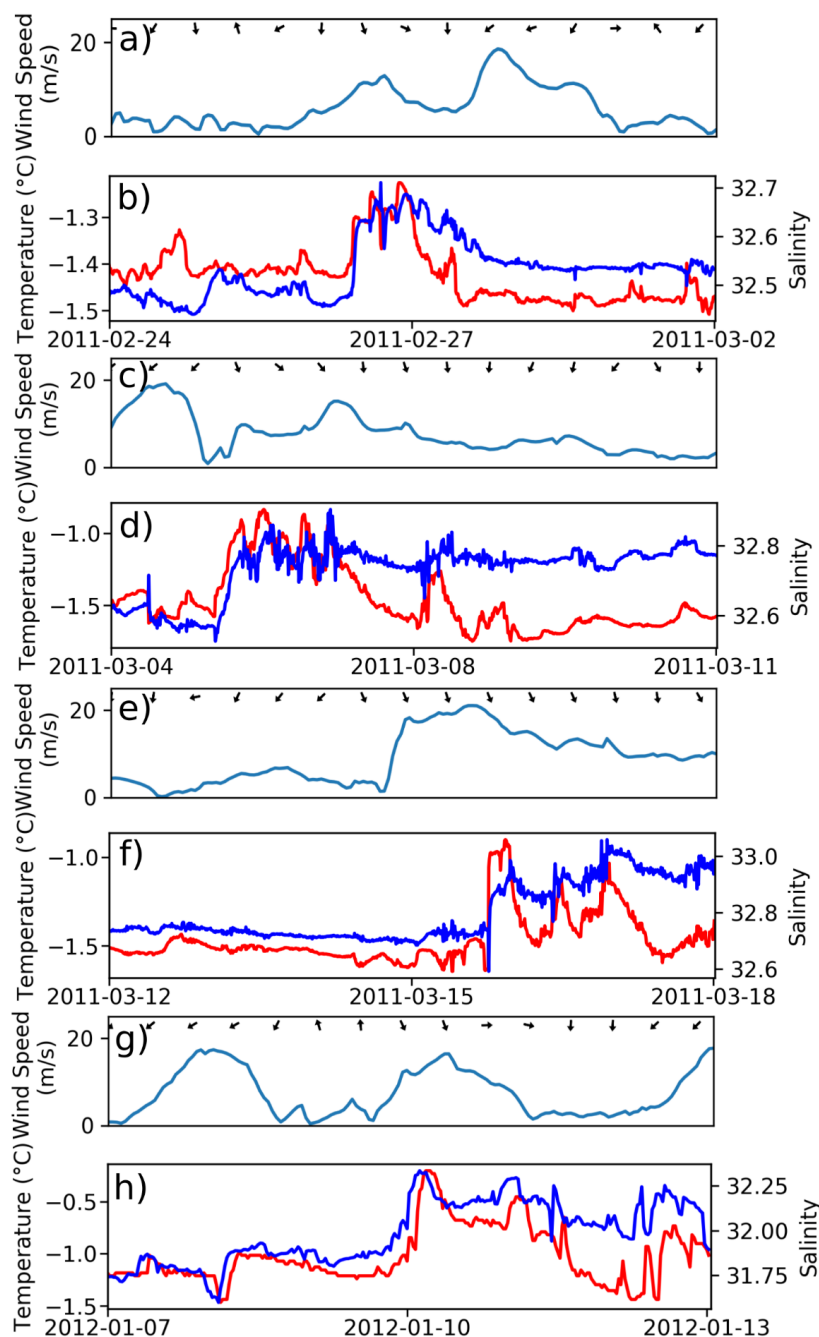 a)
Wind Speed
(m/s)
20
0
b)
Temperature (°C)
−1.3
−1.4
−1.5
32.7
32.6
32.5
Salinity
2011-02-24 2011-02-27 2011-03-02
c)
Wind Speed
(m/s)
20
0
d)
Temperature (°C)
−1.0
−1.5
32.8
32.6
Salinity
2011-03-04 2011-03-08 2011-03-11
e)
Wind Speed
(m/s)
20
0
f)
Temperature (°C)
−1.0
−1.5
33.0
32.8
32.6
Salinity
2011-03-12 2011-03-15 2011-03-18
g)
Wind Speed
(m/s)
20
0
h)
Temperature (°C)
−0.5
−1.0
−1.5
32.25
32.00
31.75
Salinity
2012-01-07 2012-01-10 2012-01-13